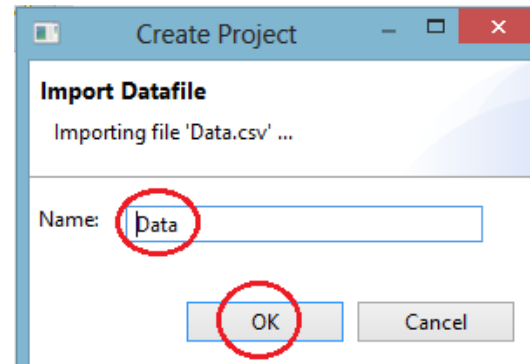 Create Project
Import Datafile
Importing file 'Data.csv' ...
Name: Data
OK Cancel